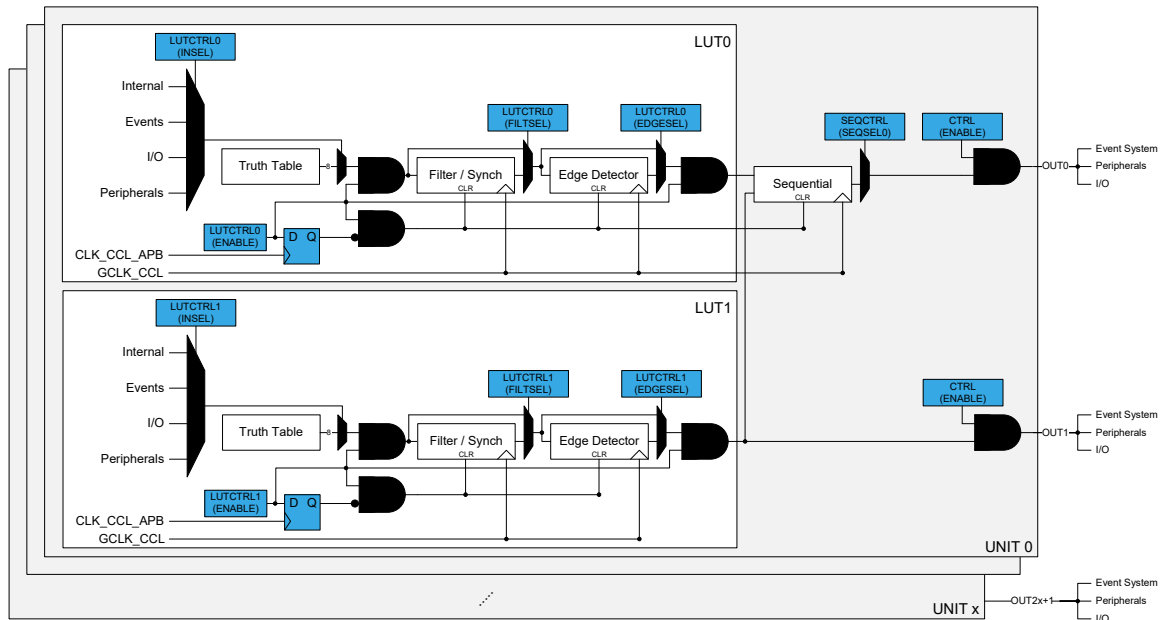 LUTCTRL0
(INSEL)
LUT0
Internal
Events
I/O
Peripherals
Truth Table
8
LUTCTRL0
(FILTSEL)
LUTCTRL0
(EDGESEL)
Filter / Synch
CLR
Edge Detector
CLR
LUTCTRL0
(ENABLE)
D Q
CLK_CCL_APB
GCLK_CCL
SEQCTRL
(SEQSEL0)
CTRL
(ENABLE)
Sequential
CLR
OUT0
Event System
Peripherals
I/O
LUTCTRL1
(INSEL)
LUT1
Internal
Events
I/O
Peripherals
Truth Table
8
LUTCTRL1
(FILTSEL)
LUTCTRL1
(EDGESEL)
Filter / Synch
CLR
Edge Detector
CLR
LUTCTRL1
(ENABLE)
D Q
CLK_CCL_APB
GCLK_CCL
CTRL
(ENABLE)
OUT1
Event System
Peripherals
I/O
UNIT 0
UNIT x
OUT2x+1
Event System
Peripherals
I/O